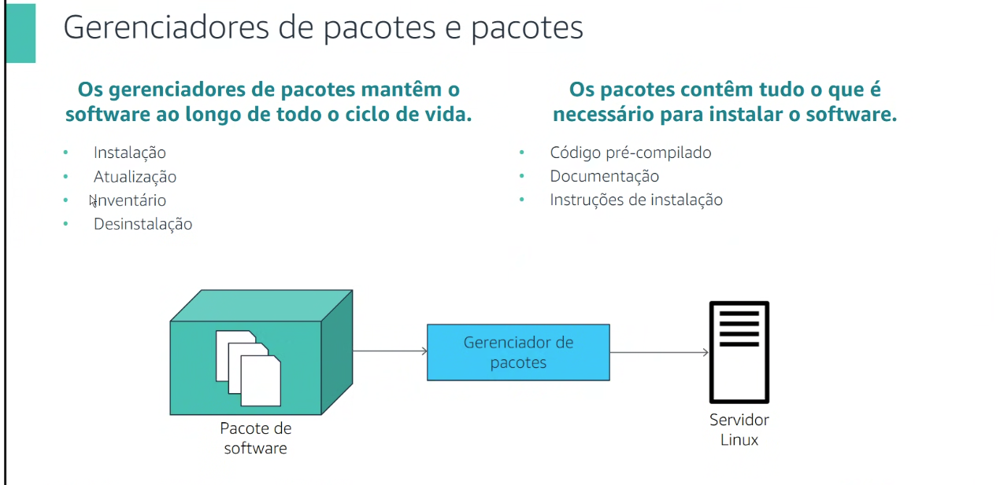 Gerenciadores de pacotes e pacotes
Os gerenciadores de pacotes mantêm o
software ao longo de todo o ciclo de vida.
• Instalação
• Atualização
• Inventário
• Desinstalação
Os pacotes contêm tudo o que é
necessário para instalar o software.
• Código pré-compilado
• Documentação
• Instruções de instalação
Pacote de
software
Gerenciador de
pacotes
Servidor
Linux